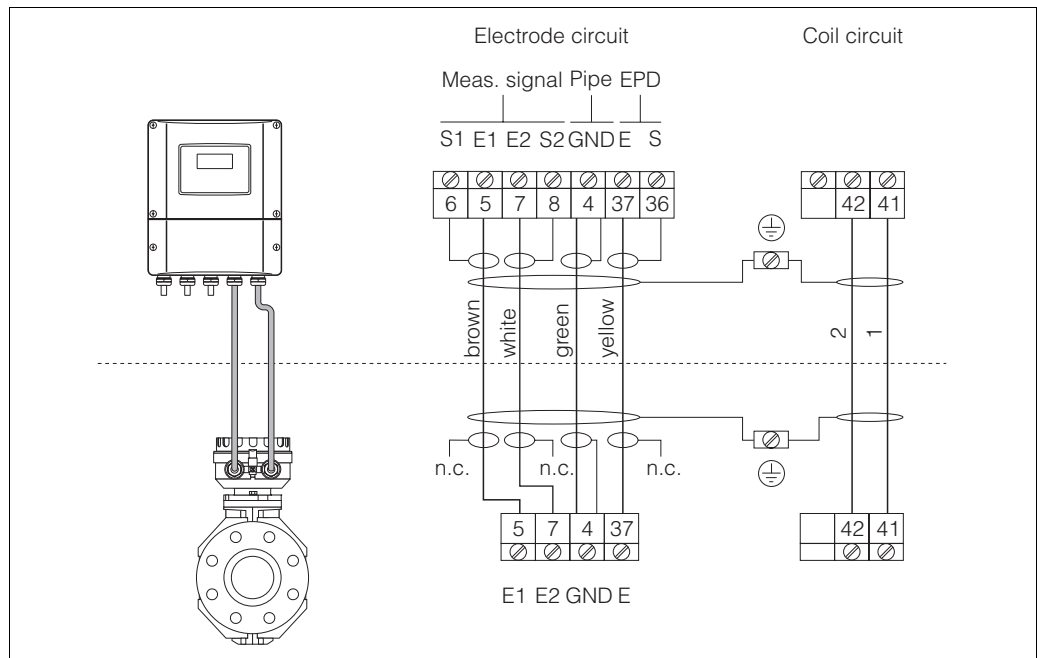 Electrode circuit Coil circuit
Meas. signal Pipe EPD
S1 E1 E2 S2 GND E S
6 5 7 8 4 37 36 42 41
brown white green yellow 2 1
n.c. n.c. n.c.
5 7 4 37 42 41
E1 E2 GND E